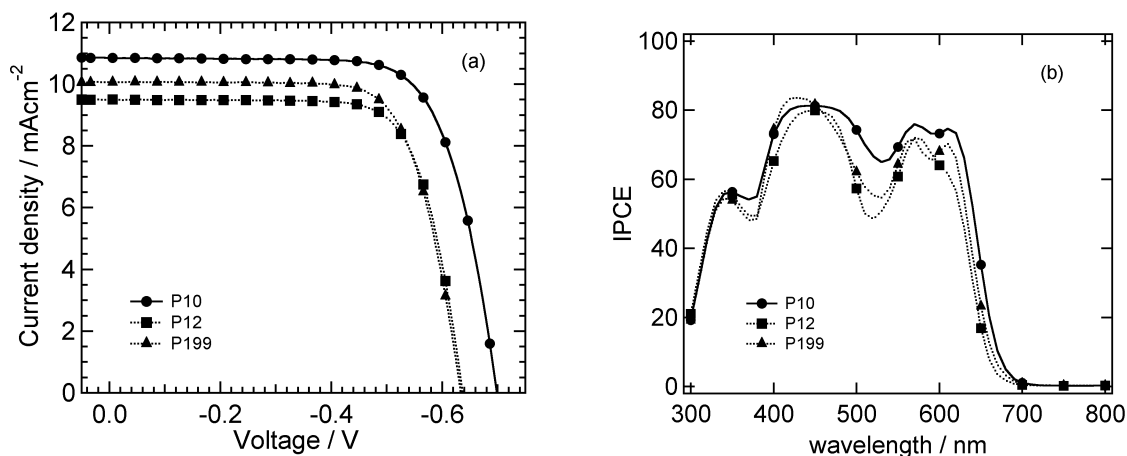 (a)
Current density / mAcm-2
12
10
8
6
4
2
0
P10
P12
P199
0.0 -0.2 -0.4 -0.6
Voltage / V
(b)
IPCE
100
80
60
40
20
0
P10
P12
P199
300 400 500 600 700 800
wavelength / nm